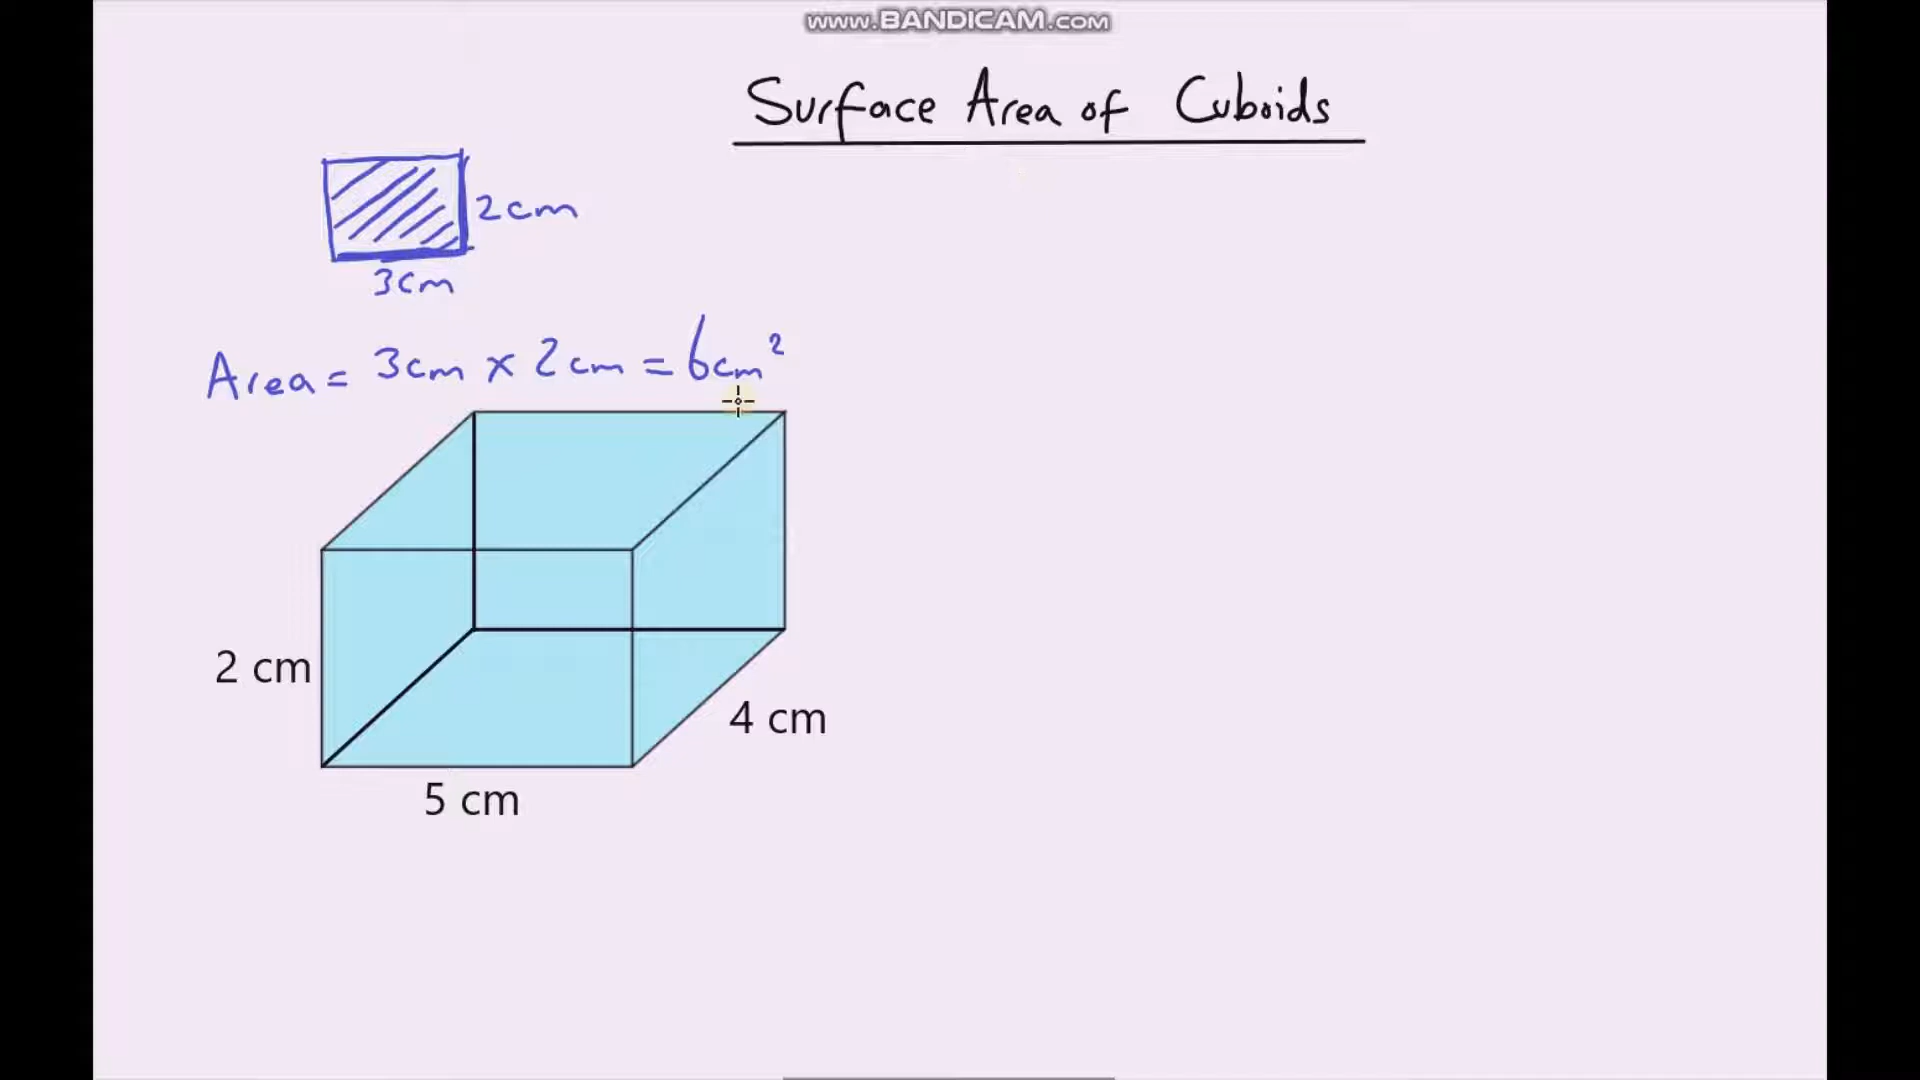 www.BANDICAM.com
Surface Area of Cuboids
2cm
3cm
Area = 3cm × 2cm = 6cm²
2 cm
4 cm
5 cm